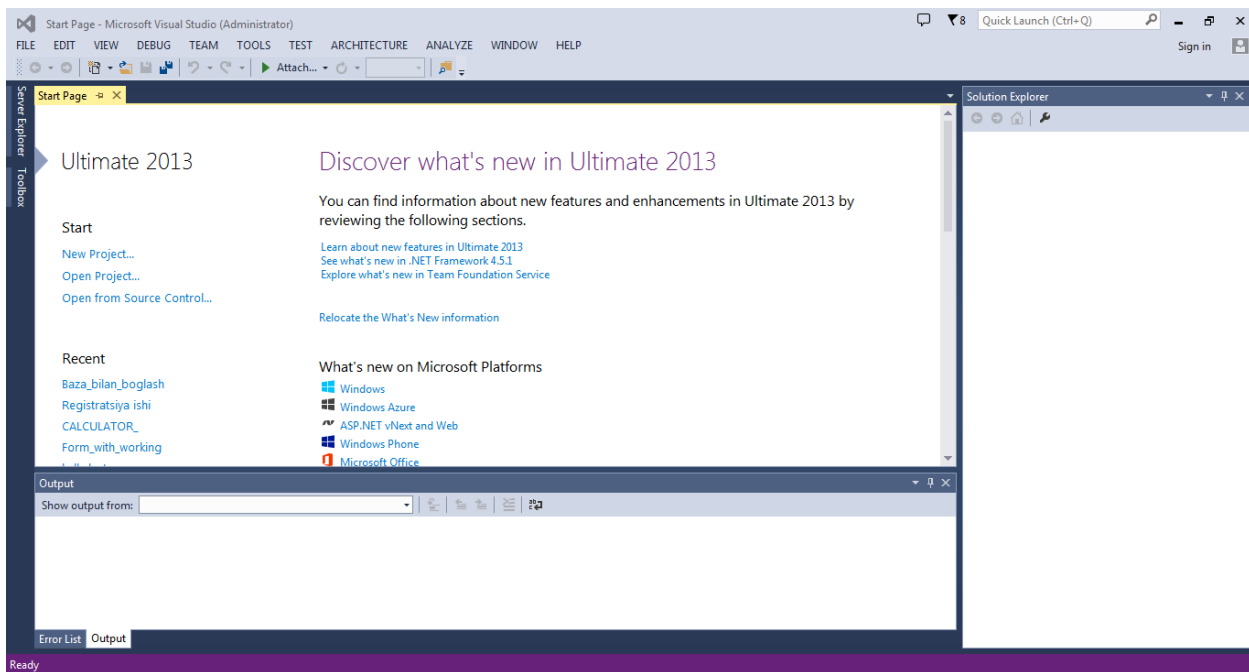 Start Page - Microsoft Visual Studio (Administrator)
8
Quick Launch (Ctrl+Q)
FILE EDIT VIEW DEBUG TEAM TOOLS TEST ARCHITECTURE ANALYZE WINDOW HELP
Sign in
Attach...
Server Explorer
Toolbox
Start Page
Ultimate 2013
Start
New Project...
Open Project...
Open from Source Control...
Recent
Baza_bilan_boglash
Registratsiya ishi
CALCULATOR_
Form_with_working
Discover what's new in Ultimate 2013
You can find information about new features and enhancements in Ultimate 2013 by
reviewing the following sections.
Learn about new features in Ultimate 2013
See what's new in .NET Framework 4.5.1
Explore what's new in Team Foundation Service
Relocate the What's New information
What's new on Microsoft Platforms
Windows
Windows Azure
ASP.NET vNext and Web
Windows Phone
Microsoft Office
Solution Explorer
Output
Show output from:
Error List Output
Ready